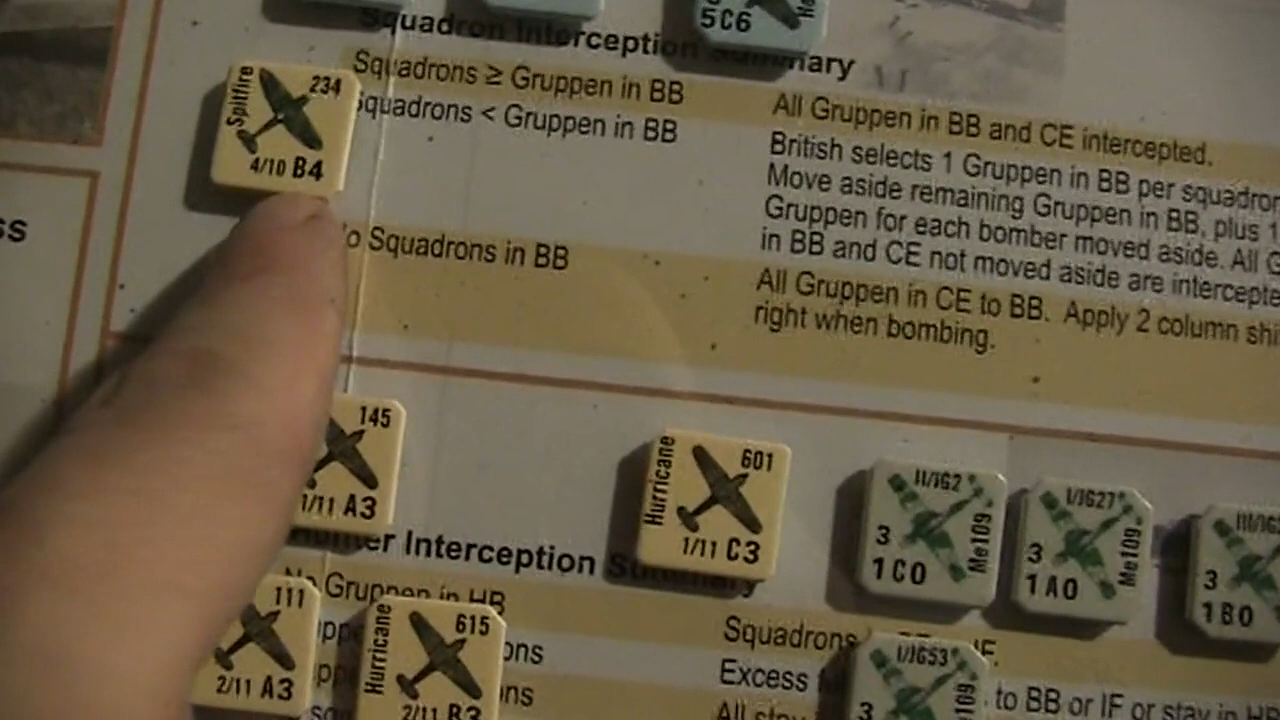 5C6
Squadron Interception Summary
Spitfire
234
4/10 B4
Squadrons ≥ Gruppen in BB
All Gruppen in BB and CE intercepted.
Squadrons < Gruppen in BB
British selects 1 Gruppen in BB per squadron
Move aside remaining Gruppen in BB, plus 1
Gruppen for each bomber moved aside. All G
in BB and CE not moved aside are intercepte
Squadrons in BB
All Gruppen in CE to BB. Apply 2 column shi
right when bombing.
145
1/11 A3
Hurricane
601
1/11 C3
II/JG2
Me109
3
1C0
I/JG27
Me109
3
1A0
3
1B0
Interception
111
2/11 A3
Hurricane
615
2/11 B3
No Gruppen in HB
Squadrons
IF.
Excess
to BB or IF or stay in HB
All stay
I/JG53
3